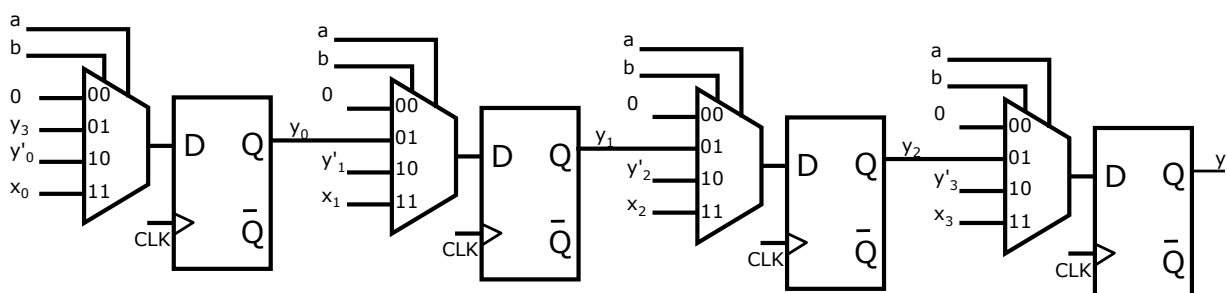 a
b
0
y₃
y'₀
x₀
00
01
10
11
D
Q
Q̅
CLK
y₀
a
b
0
y'₁
x₁
00
01
10
11
D
Q
Q̅
CLK
y₁
a
b
0
y'₂
x₂
00
01
10
11
D
Q
Q̅
CLK
y₂
a
b
0
y'₃
x₃
00
01
10
11
D
Q
Q̅
CLK
y